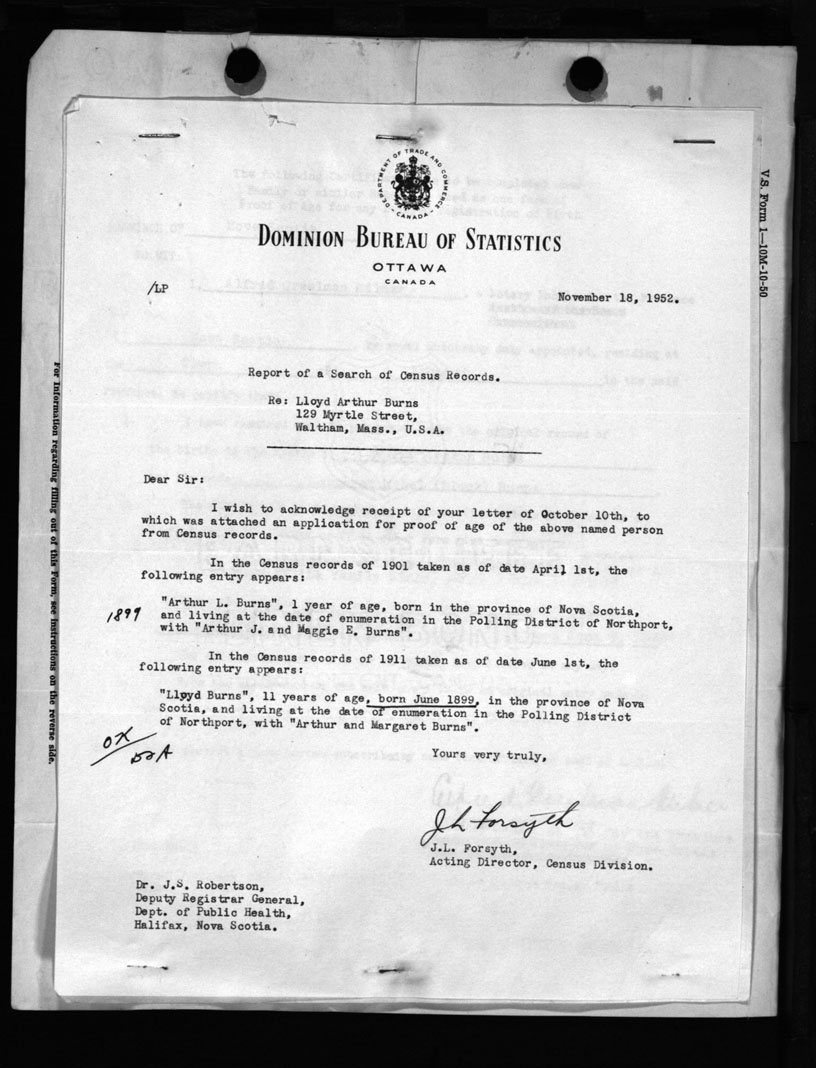 DEPARTMENT OF TRADE AND COMMERCE
- CANADA -
DOMINION BUREAU OF STATISTICS
OTTAWA
CANADA
/LP
November 18, 1952.
Report of a Search of Census Records.
Re: Lloyd Arthur Burns
129 Myrtle Street,
Waltham, Mass., U.S.A.
Dear Sir:
I wish to acknowledge receipt of your letter of October 10th, to
which was attached an application for proof of age of the above named person
from Census records.
In the Census records of 1901 taken as of date April 1st, the
following entry appears:
"Arthur L. Burns", 1 year of age, born in the province of Nova Scotia,
1899
and living at the date of enumeration in the Polling District of Northport,
with "Arthur J. and Maggie E. Burns".
In the Census records of 1911 taken as of date June 1st, the
following entry appears:
"Lloyd Burns", 11 years of age, born June 1899, in the province of Nova
Scotia, and living at the date of enumeration in the Polling District
of Northport, with "Arthur and Margaret Burns".
OK
Yours very truly,
J L Forsyth
J.L. Forsyth,
Acting Director, Census Division.
Dr. J.S. Robertson,
Deputy Registrar General,
Dept. of Public Health,
Halifax, Nova Scotia.
V.S. Form 1—10M-10-50
For Information regarding filling out of this Form, see instructions on the reverse side.